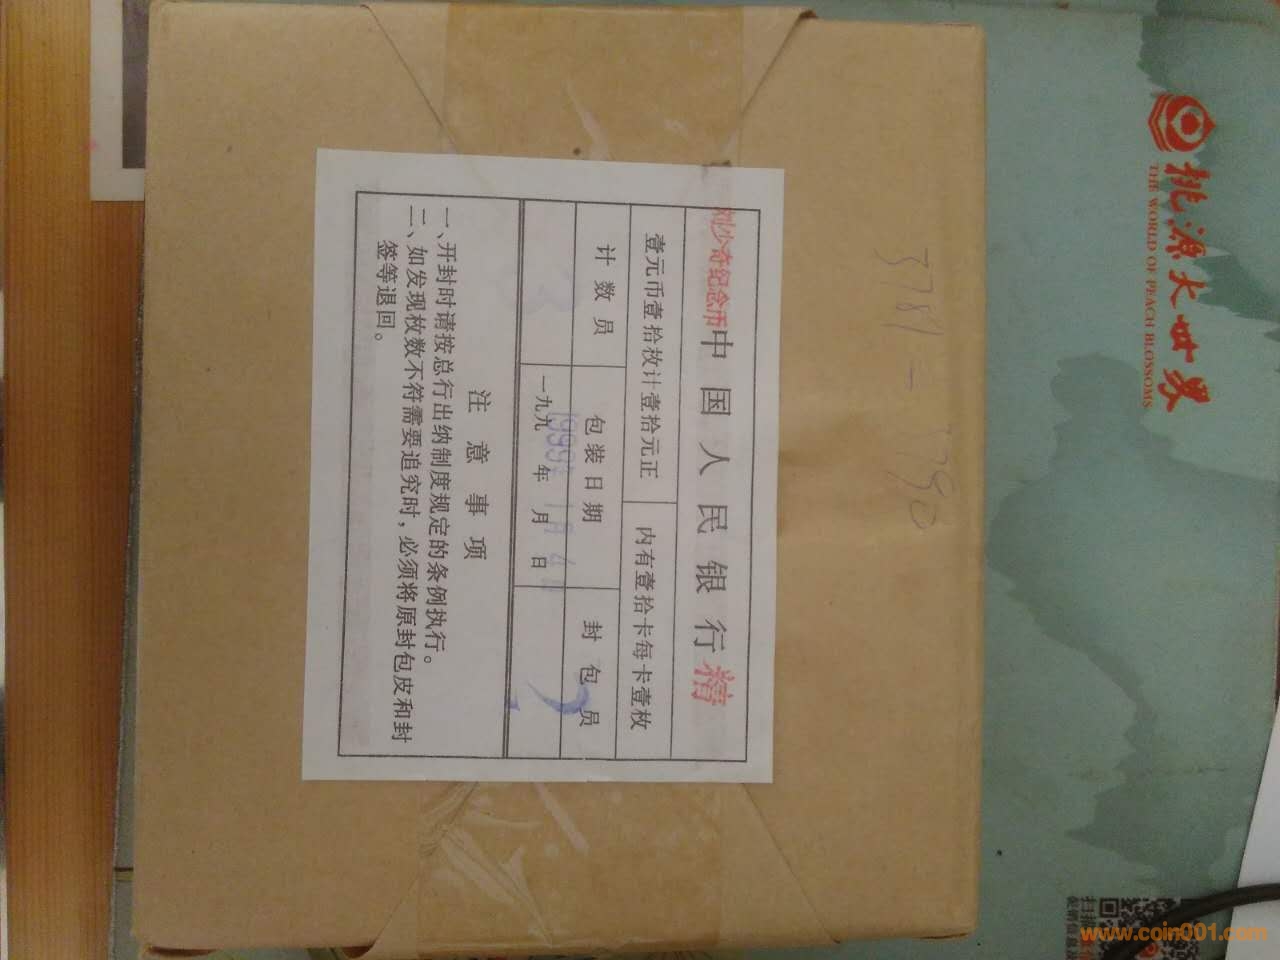 刘少奇纪念币 中国人民银行 精
壹元币壹拾枚计壹拾元正 内有壹拾卡每卡壹枚
计数员 包装日期 封包员
一九九 年 月 日
注意事项
一、开封时请按总行出纳制度规定的条例执行。
二、如发现枚数不符需要追究时，必须将原封包皮和封
签等退回。
桃源大世界
THE WORLD OF PEACH BLOSSOMS
www.coin001.com